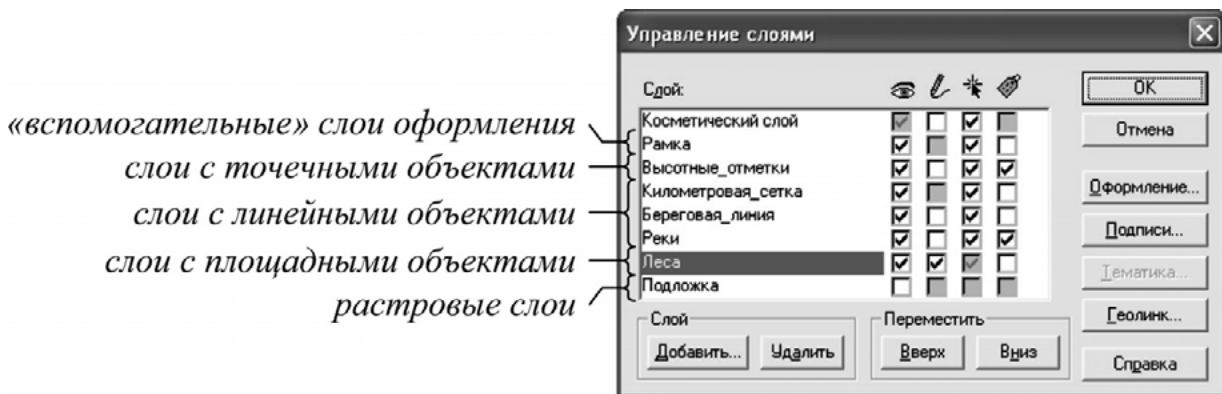 «вспомогательные» слои оформления
слои с точечными объектами
слои с линейными объектами
слои с площадными объектами
растровые слои
Управление слоями
Слой:
Косметический слой
Рамка
Высотные_отметки
Километровая_сетка
Береговая_линия
Реки
Леса
Подложка
Слой
Добавить...
Удалить
Переместить
Вверх
Вниз
OK
Отмена
Оформление...
Подписи...
Тематика...
Геолинк...
Справка